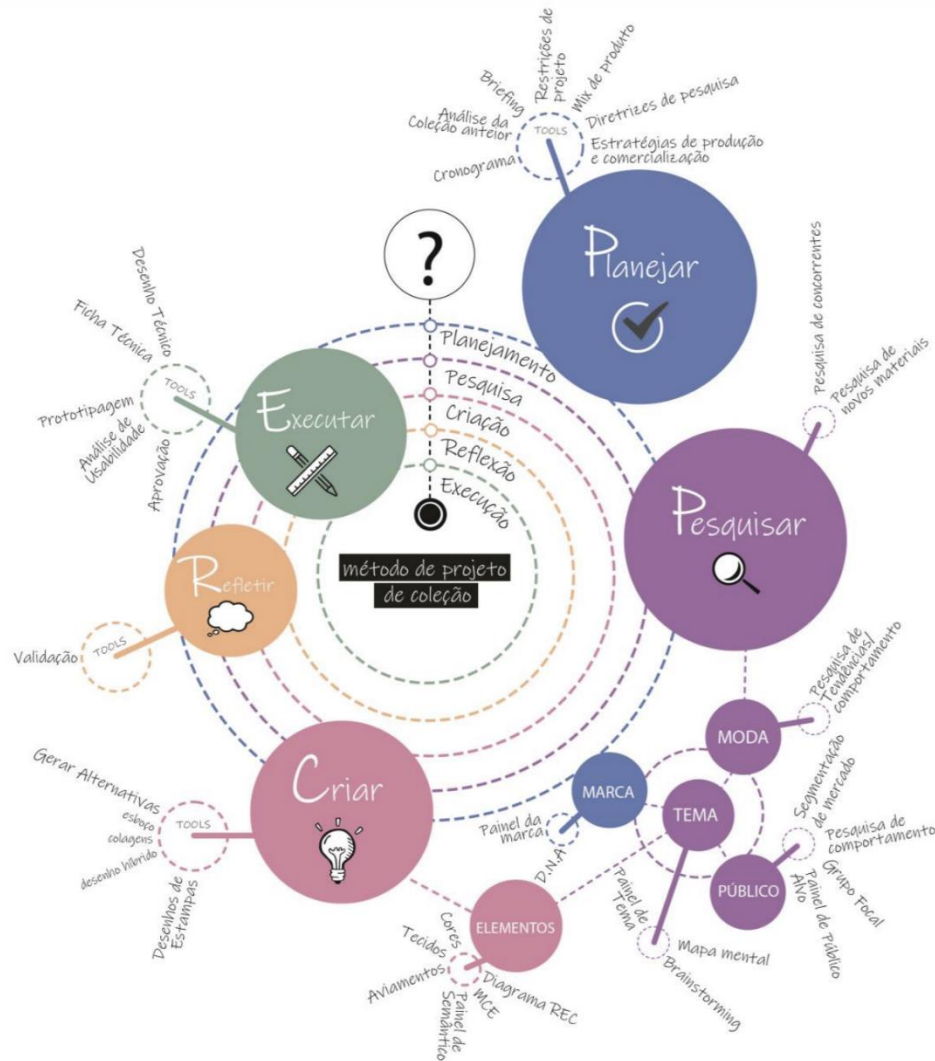 Cronograma
Análise da
Coleção anteior
Briefing
Restrições de
projeto
Mix de produto
Diretrizes de pesquisa
Estratégias de produção
e comercialização
TOOLS
Planejar
?
Planejamento
Pesquisa
Criação
Reflexão
Execução
método de projeto
de coleção
Pesquisa de concorrentes
Pesquisa de
novos materiais
Pesquisar
Desenho Técnico
Ficha Técnica
Prototipagem
Análise de
Usabilidade
Aprovação
TOOLS
Executar
Refletir
TOOLS
Validação
Criar
TOOLS
Gerar Alternativas
esboço
colagens
desenho híbrido
Desenhos de
Estampas
MODA
Pesquisa de
Tendências/
comportamento
MARCA
Painel da
marca
D.N.A
TEMA
Painel de
Tema
Mapa mental
Brainstorming
PÚBLICO
Segmentação
de mercado
Pesquisa de
comportamento
Grupo Focal
Painel de Público
Alvo
ELEMENTOS
Cores
Tecidos
Aviamentos
Painel de
Semântico
MCE
Diagrama REC